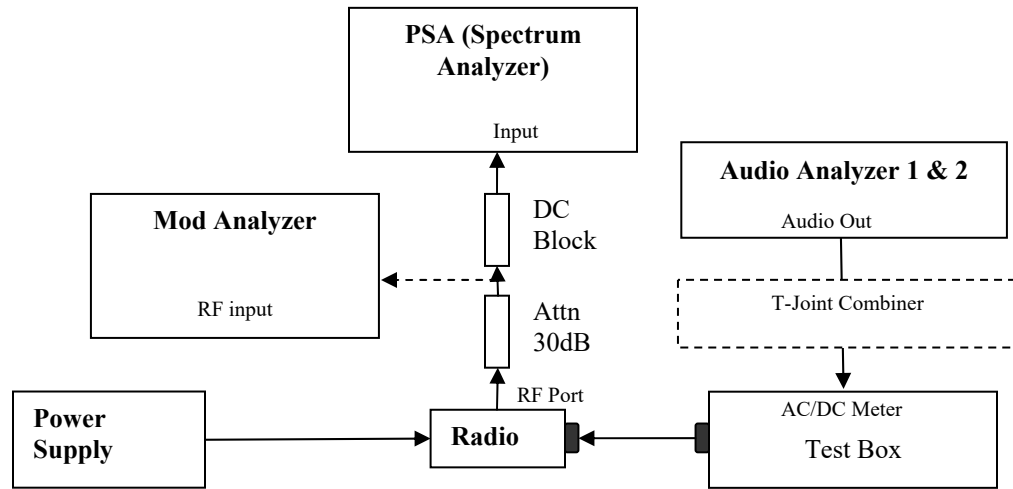 PSA (Spectrum
Analyzer)
Input
Audio Analyzer 1 & 2
Audio Out
Mod Analyzer
RF input
DC
Block
T-Joint Combiner
Attn
30dB
RF Port
Power
Supply
Radio
AC/DC Meter
Test Box